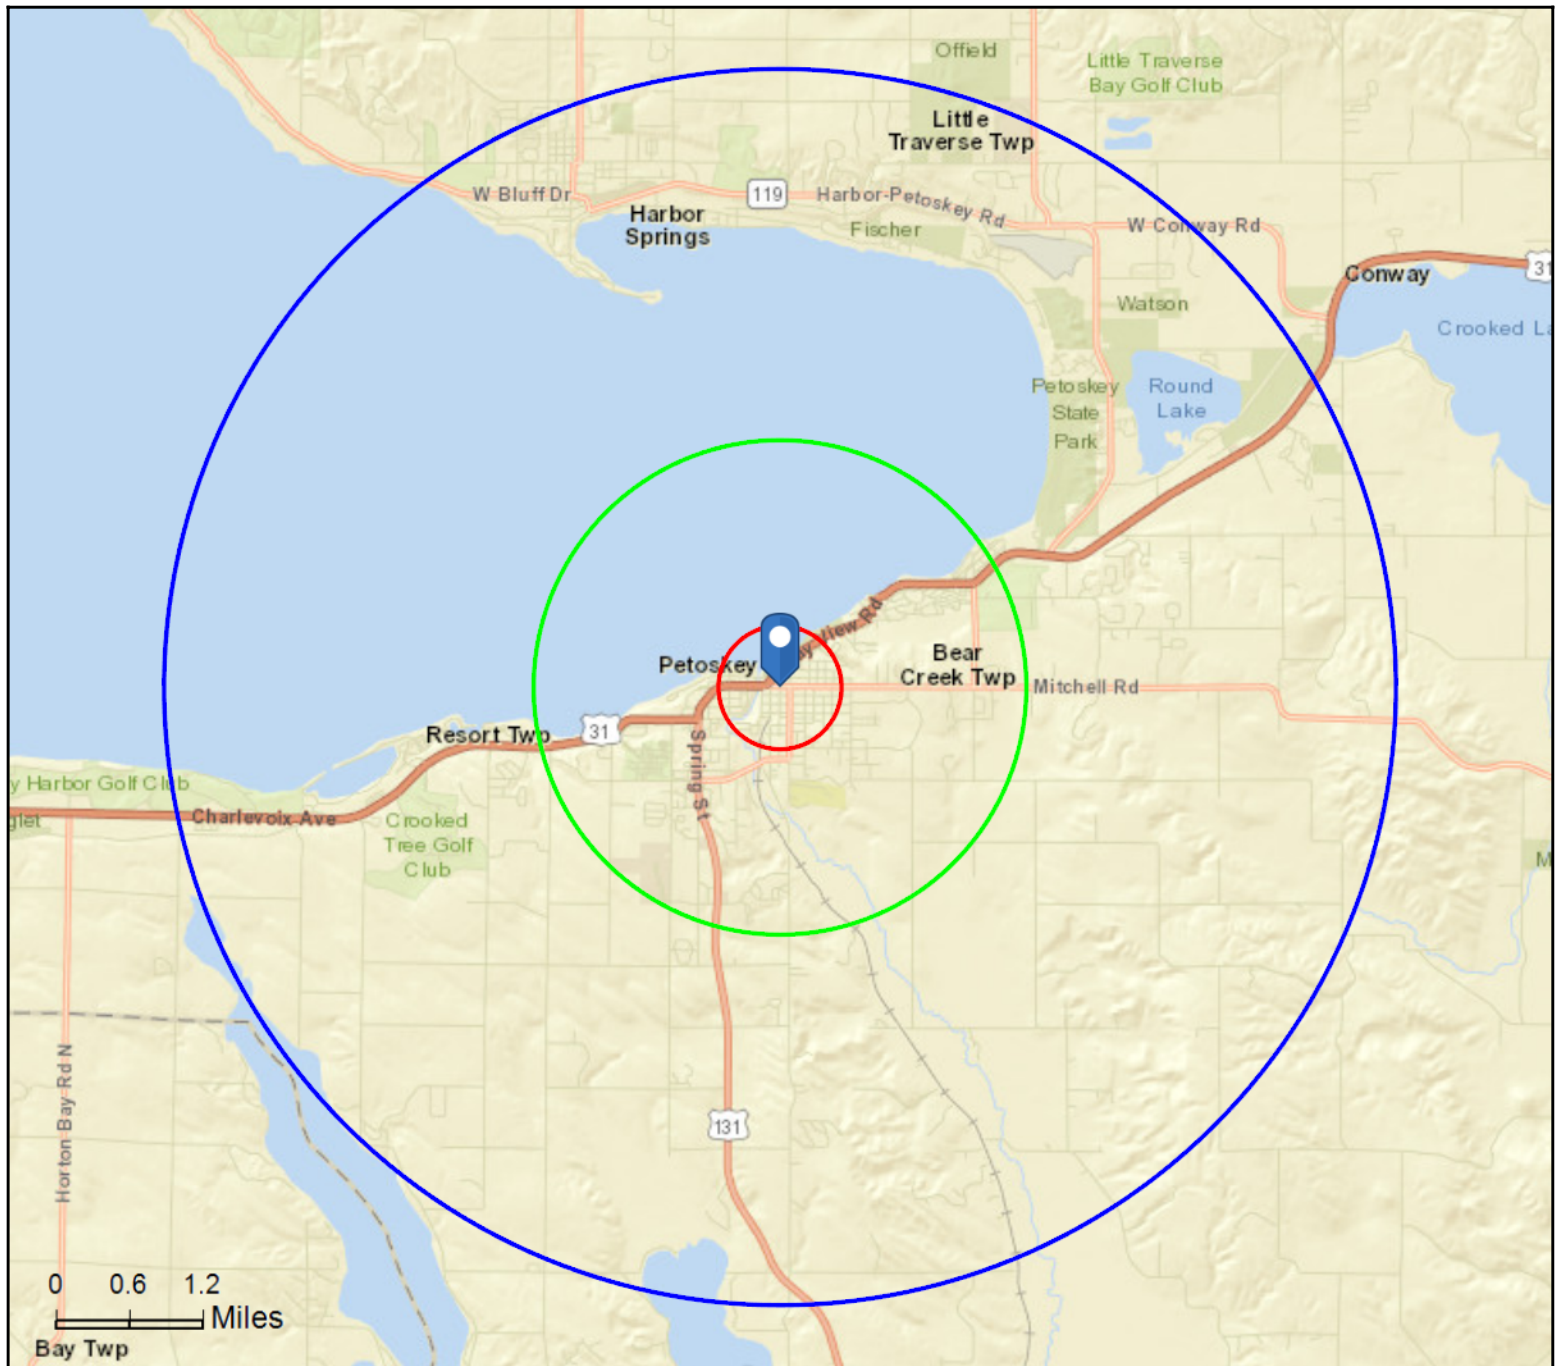 Offield
Little Traverse
Bay Golf Club
Little
Traverse Twp
W Bluff Dr
119
Harbor-Petoskey Rd
Harbor
Springs
Fischer
W Conway Rd
31
Conway
Watson
Crooked La
Petoskey
State
Park
Round
Lake
ay View Rd
Petoskey
Bear
Creek Twp
Mitchell Rd
Resort Twp
31
Spring St
y Harbor Golf Club
glet
Charlevoix Ave
Crooked
Tree Golf
Club
M
Horton Bay Rd N
131
0 0.6 1.2
Miles
Bay Twp